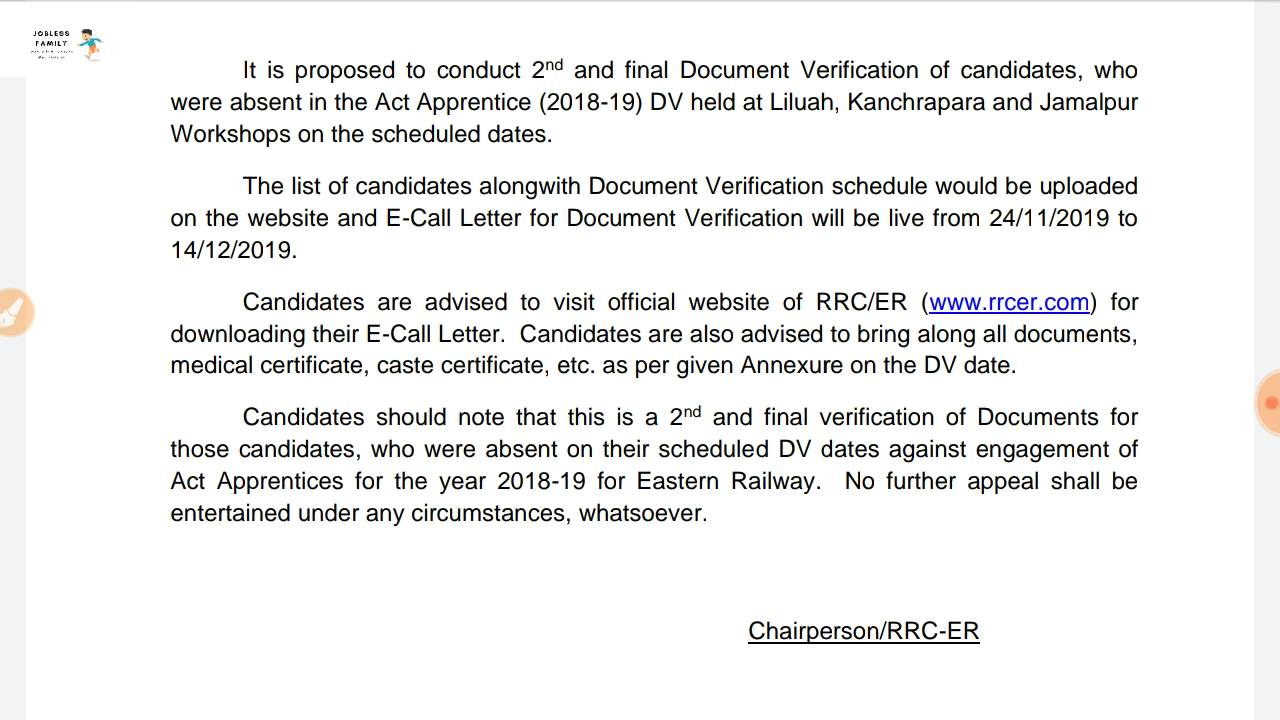 JOBLESS
FAMILY
It is proposed to conduct 2nd and final Document Verification of candidates, who
were absent in the Act Apprentice (2018-19) DV held at Liluah, Kanchrapara and Jamalpur
Workshops on the scheduled dates.
The list of candidates alongwith Document Verification schedule would be uploaded
on the website and E-Call Letter for Document Verification will be live from 24/11/2019 to
14/12/2019.
Candidates are advised to visit official website of RRC/ER (www.rrcer.com) for
downloading their E-Call Letter.  Candidates are also advised to bring along all documents,
medical certificate, caste certificate, etc. as per given Annexure on the DV date.
Candidates should note that this is a 2nd and final verification of Documents for
those candidates, who were absent on their scheduled DV dates against engagement of
Act Apprentices for the year 2018-19 for Eastern Railway.  No further appeal shall be
entertained under any circumstances, whatsoever.
Chairperson/RRC-ER